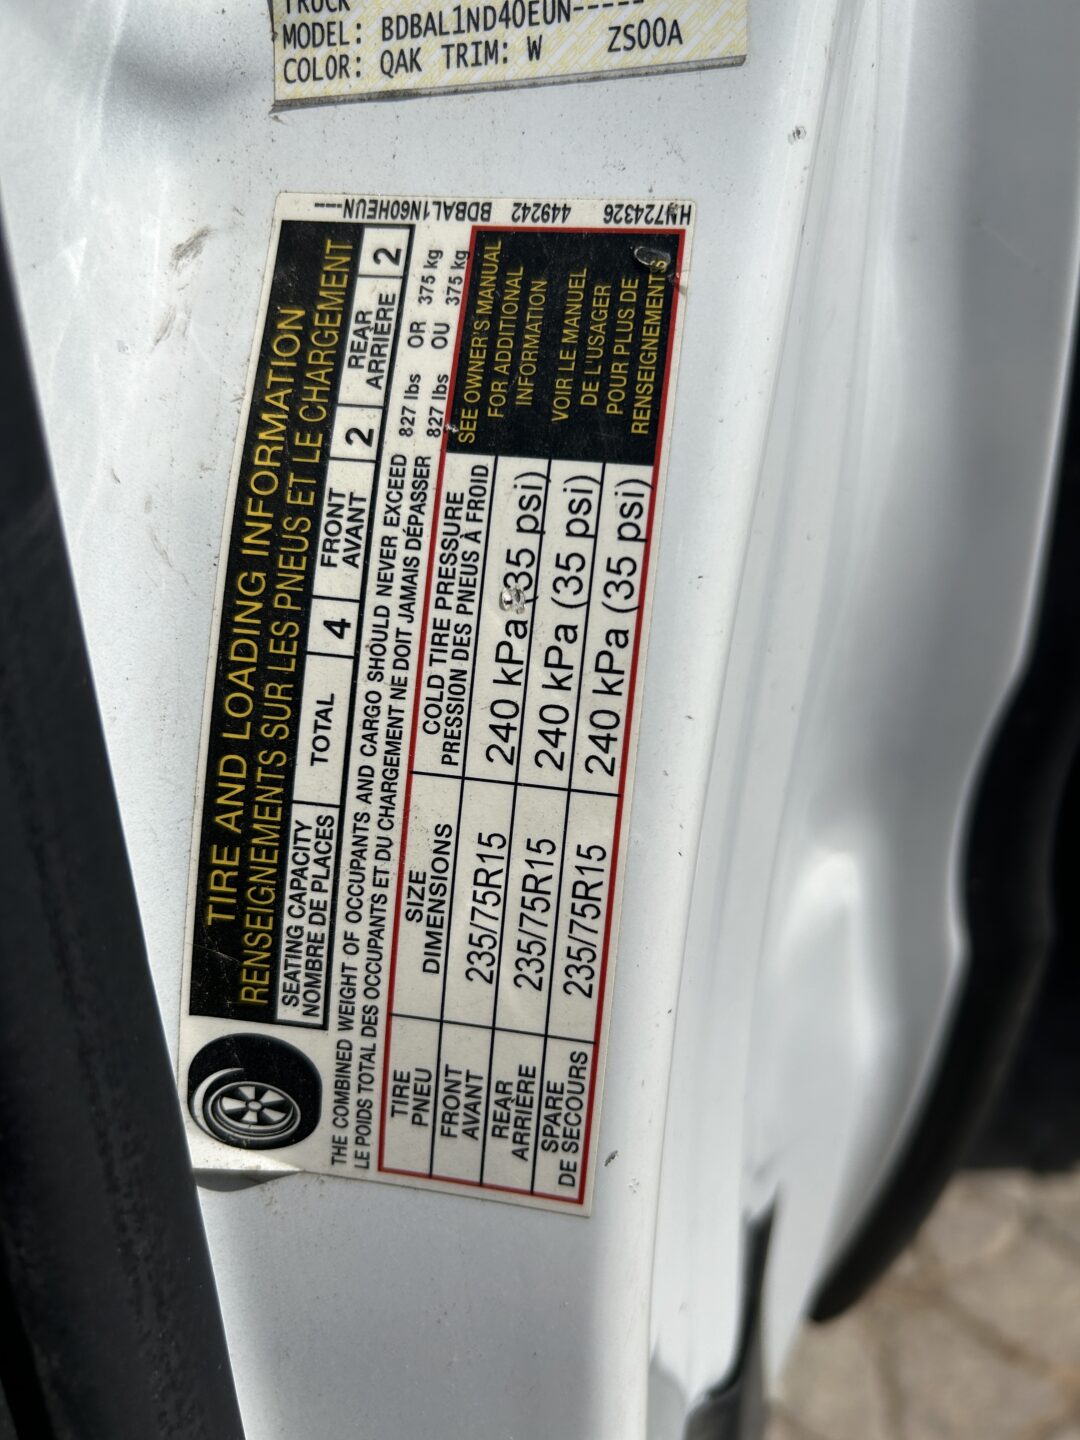 TRUCK
MODEL: BDBAL1ND40EUN-----
COLOR: QAK TRIM: W ZS00A
TIRE AND LOADING INFORMATION
RENSEIGNEMENTS SUR LES PNEUS ET LE CHARGEMENT
SEATING CAPACITY
NOMBRE DE PLACES
TOTAL 4
FRONT
AVANT
2
REAR
ARRIÈRE
2
THE COMBINED WEIGHT OF OCCUPANTS AND CARGO SHOULD NEVER EXCEED 827 lbs OR 375 kg
LE POIDS TOTAL DES OCCUPANTS ET DU CHARGEMENT NE DOIT JAMAIS DÉPASSER 827 lbs OU 375 kg
TIRE
PNEU
SIZE
DIMENSIONS
COLD TIRE PRESSURE
PRESSION DES PNEUS À FROID
FRONT
AVANT
235/75R15
240 kPa (35 psi)
REAR
ARRIÈRE
235/75R15
240 kPa (35 psi)
SPARE
DE SECOURS
235/75R15
240 kPa (35 psi)
SEE OWNER'S MANUAL
FOR ADDITIONAL
INFORMATION
VOIR LE MANUEL
DE L'USAGER
POUR PLUS DE
RENSEIGNEMENTS
HN724326 449242 BDBAL1N60HEUN---